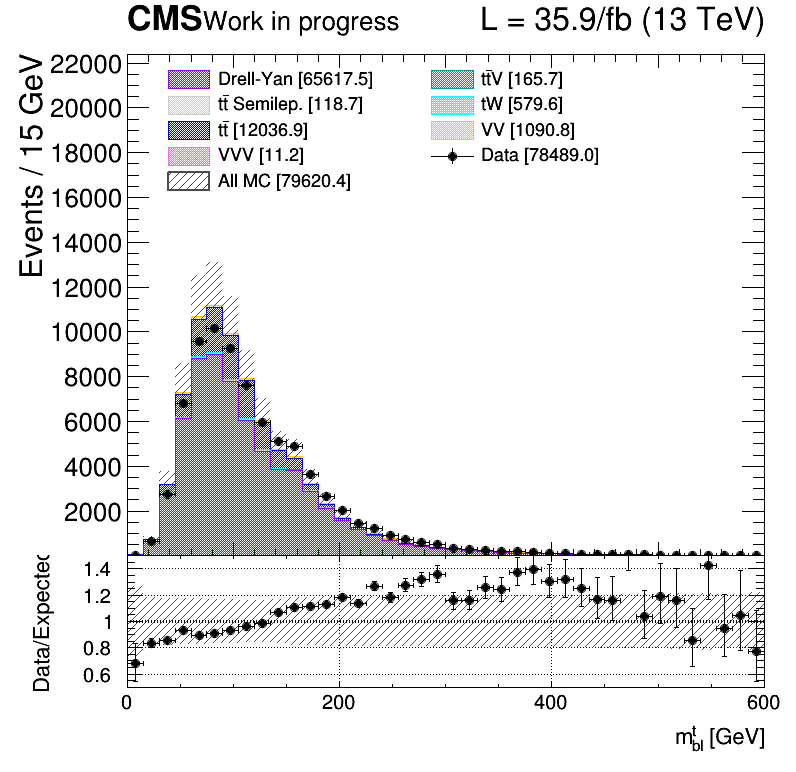 CMS Work in progress L = 35.9/fb (13 TeV)
Events / 15 GeV
22000
20000
18000
16000
14000
12000
10000
8000
6000
4000
2000
Drell-Yan [65617.5]
tt̄ Semilep. [118.7]
tt̄ [12036.9]
VVV [11.2]
All MC [79620.4]
tt̄V [165.7]
tW [579.6]
VV [1090.8]
Data [78489.0]
Data/Expected
1.4
1.2
1
0.8
0.6
0 200 400 600
m^t_bl [GeV]